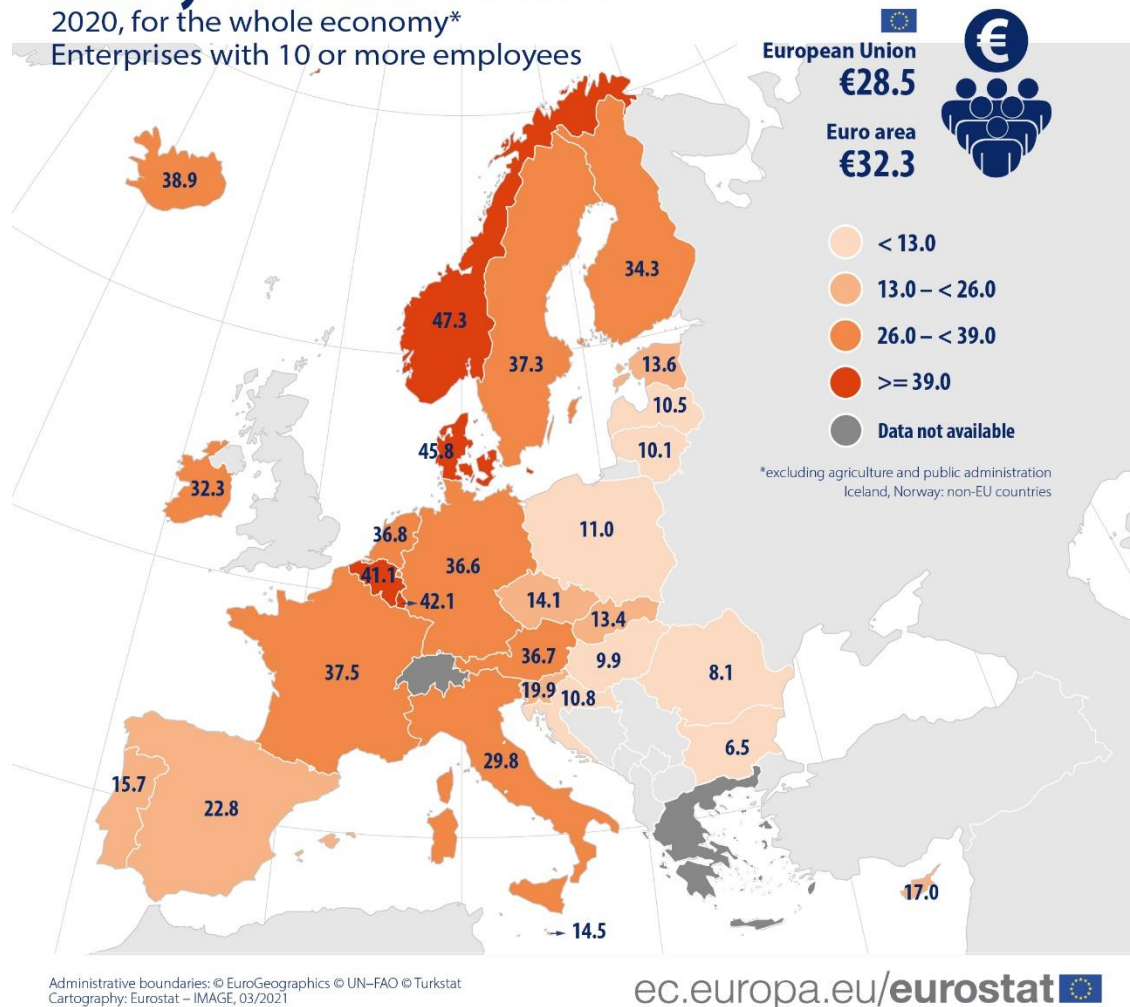 2020, for the whole economy*
Enterprises with 10 or more employees
European Union
€28.5
Euro area
€32.3
€
< 13.0
13.0 – < 26.0
26.0 – < 39.0
>= 39.0
Data not available
*excluding agriculture and public administration
Iceland, Norway: non-EU countries
38.9
47.3
37.3
34.3
13.6
10.5
10.1
45.8
32.3
36.8
36.6
11.0
41.1
42.1
14.1
13.4
37.5
36.7
9.9
8.1
19.9
10.8
6.5
29.8
15.7
22.8
17.0
14.5
Administrative boundaries: © EuroGeographics © UN–FAO © Turkstat
Cartography: Eurostat – IMAGE, 03/2021
ec.europa.eu/eurostat